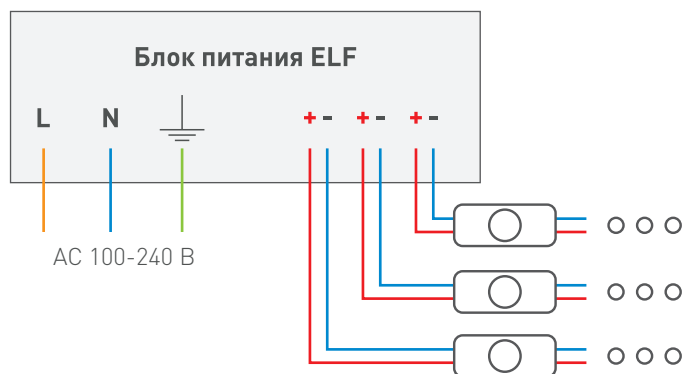 Блок питания ELF
L N + - + - + -
AC 100-240 В